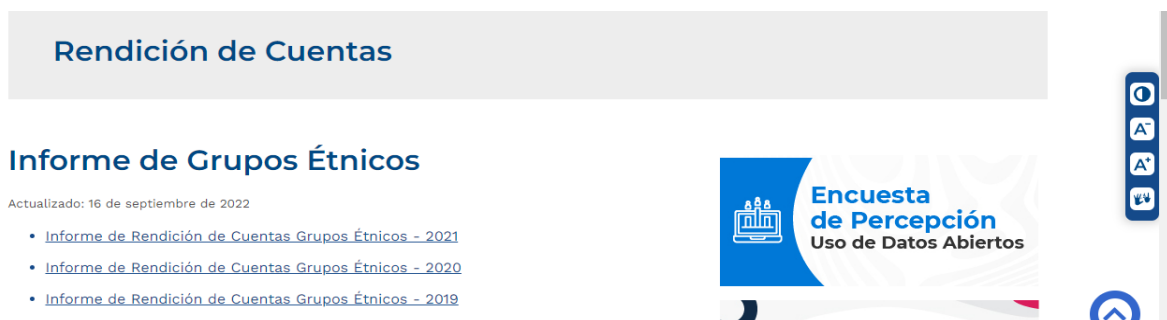 Rendición de Cuentas
Informe de Grupos Étnicos
Actualizado: 16 de septiembre de 2022
Informe de Rendición de Cuentas Grupos Étnicos - 2021
Informe de Rendición de Cuentas Grupos Étnicos - 2020
Informe de Rendición de Cuentas Grupos Étnicos - 2019
Encuesta
de Percepción
Uso de Datos Abiertos
A-
A+